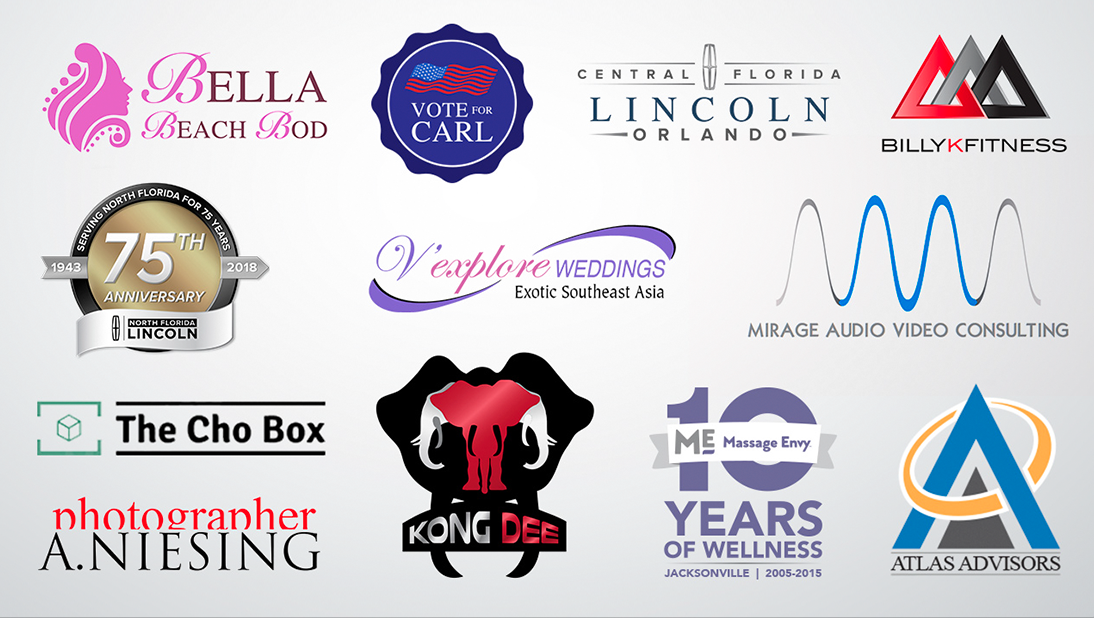 BELLA
BEACH BOD
VOTE FOR
CARL
CENTRAL FLORIDA
LINCOLN
ORLANDO
BILLYKFITNESS
SERVING NORTH FLORIDA FOR 75 YEARS
1943 75TH 2018
ANNIVERSARY
NORTH FLORIDA
LINCOLN
V'explore WEDDINGS
Exotic Southeast Asia
MIRAGE AUDIO VIDEO CONSULTING
The Cho Box
photographer
A.NIESING
KONG DEE
10
ME Massage Envy
YEARS
OF WELLNESS
JACKSONVILLE | 2005-2015
ATLAS ADVISORS